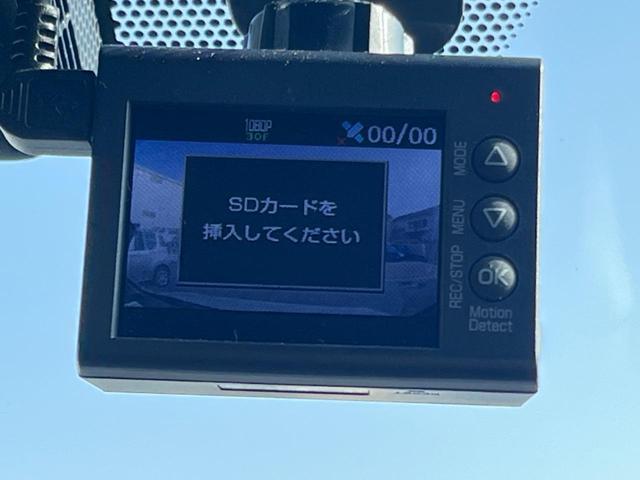 1080P
30F
00/00
SDカードを
挿入してください
MODE
MENU
REC/STOP
OK
Motion
Detect